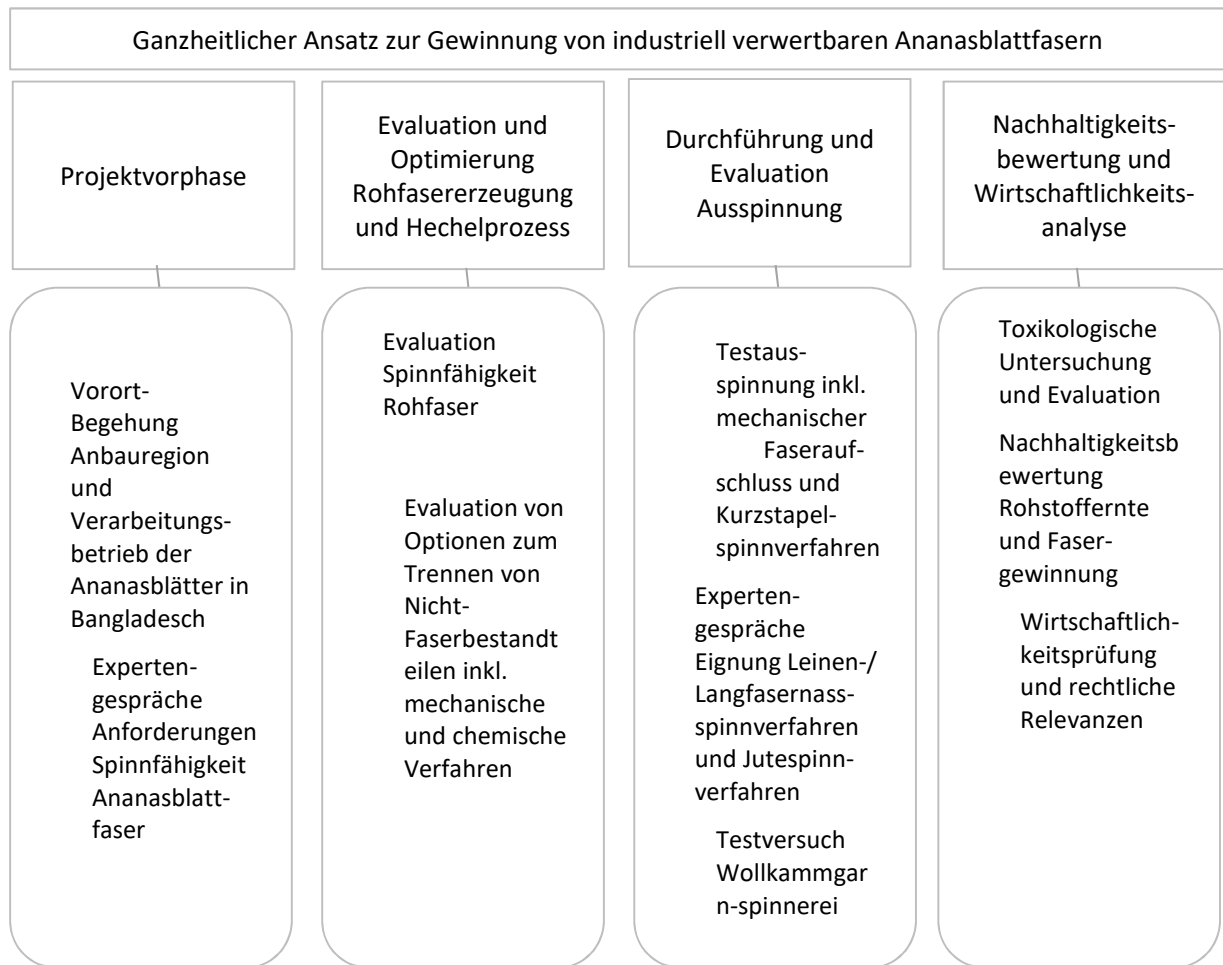 Ganzheitlicher Ansatz zur Gewinnung von industriell verwertbaren Ananasblattfasern
Projektvorphase
Evaluation und
Optimierung
Rohfasererzeugung
und Hechelprozess
Durchführung und
Evaluation
Ausspinnung
Nachhaltigkeits-
bewertung und
Wirtschaftlichkeits-
analyse
Vorort-
Begehung
Anbauregion
und
Verarbeitungs-
betrieb der
Ananasblätter in
Bangladesch
Experten-
gespräche
Anforderungen
Spinnfähigkeit
Ananasblatt-
faser
Evaluation
Spinnfähigkeit
Rohfaser
Evaluation von
Optionen zum
Trennen von
Nicht-
Faserbestandt
eilen inkl.
mechanische
und chemische
Verfahren
Testaus-
spinnung inkl.
mechanischer
Faserauf-
schluss und
Kurzstapel-
spinnverfahren
Experten-
gespräche
Eignung Leinen-/
Langfasernass-
spinnverfahren
und Jutespinn-
verfahren
Testversuch
Wollkammgar
n-spinnerei
Toxikologische
Untersuchung
und Evaluation
Nachhaltigkeitsb
ewertung
Rohstoffernte
und Faser-
gewinnung
Wirtschaftlich-
keitsprüfung
und rechtliche
Relevanzen